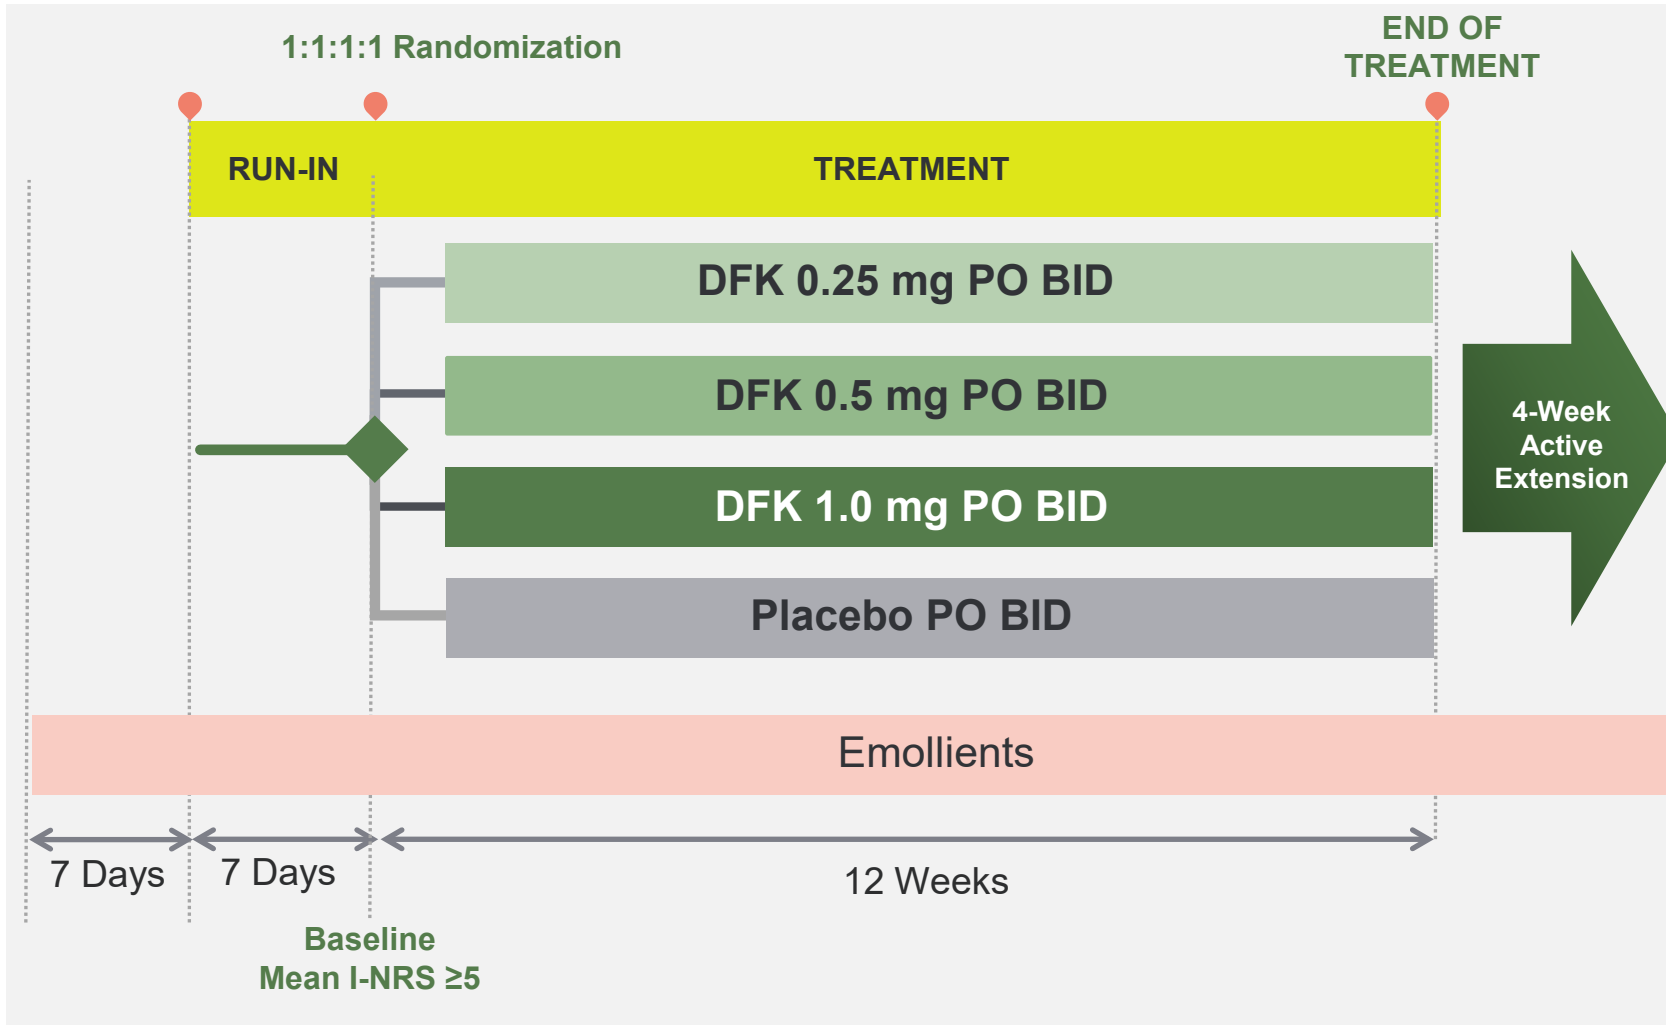 1:1:1:1 Randomization
END OF
TREATMENT
RUN-IN
TREATMENT
DFK 0.25 mg PO BID
DFK 0.5 mg PO BID
DFK 1.0 mg PO BID
Placebo PO BID
4-Week
Active
Extension
Emollients
7 Days
7 Days
12 Weeks
Baseline
Mean I-NRS ≥5